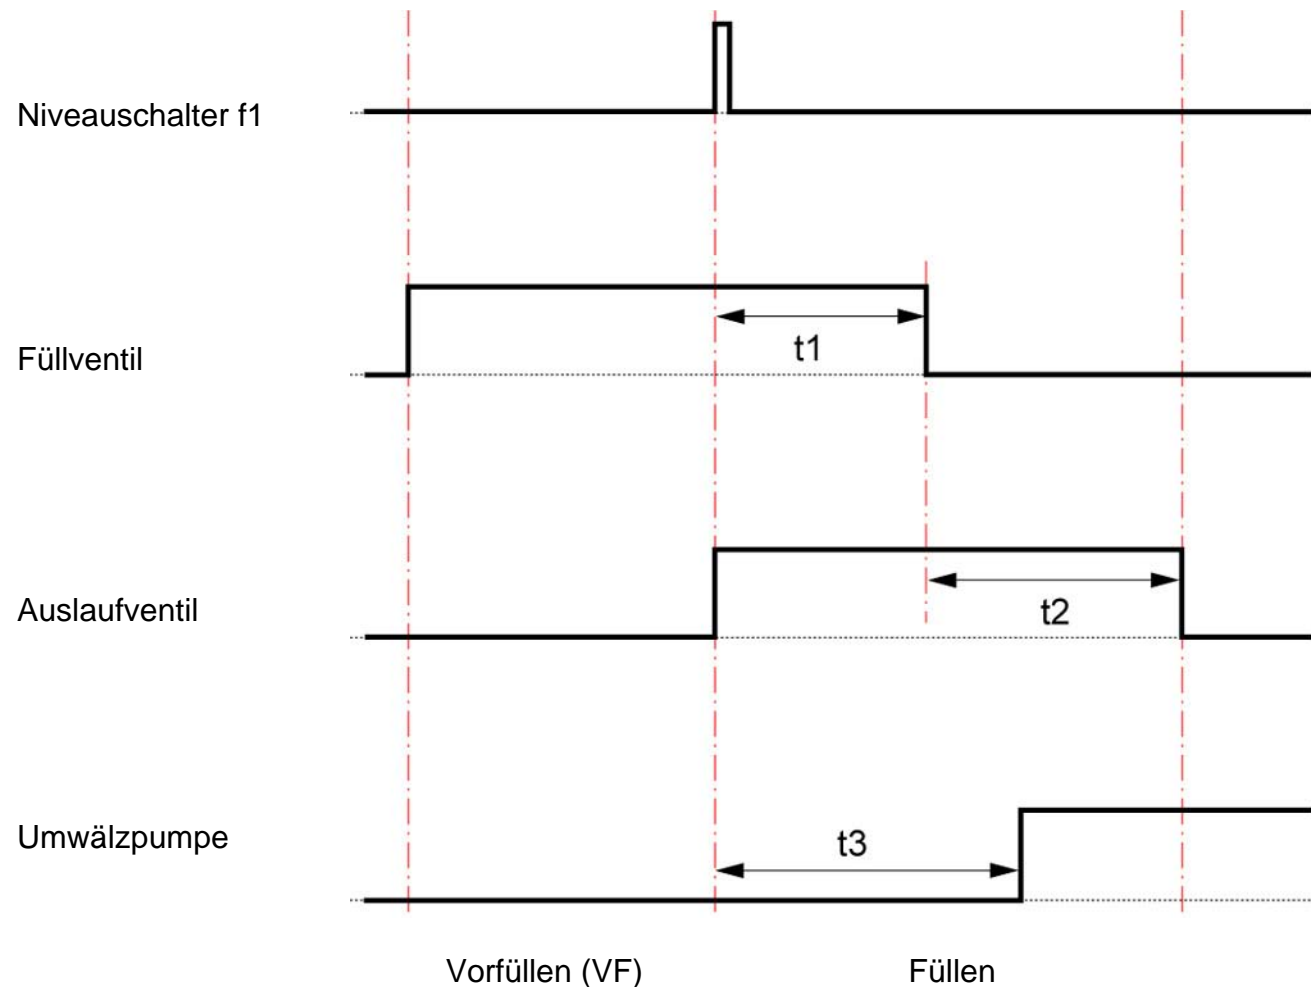 Niveauschalter f1
Füllventil
t1
Auslaufventil
t2
Umwälzpumpe
t3
Vorfüllen (VF)
Füllen